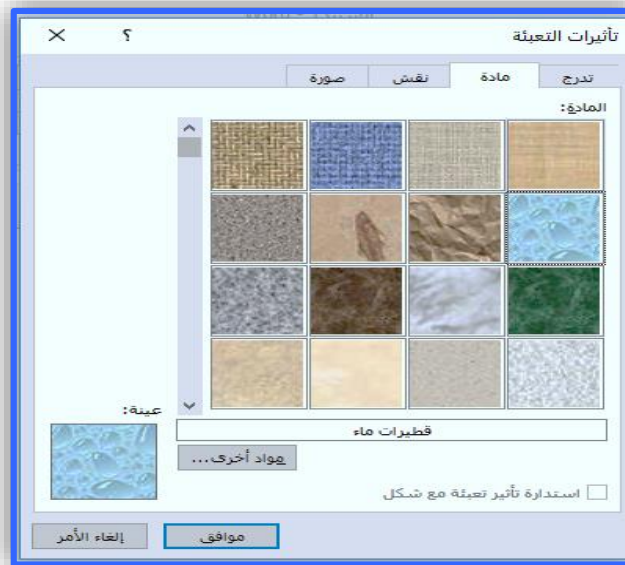 تأثيرات التعبئة
؟
تدرج
مادة
نقش
صورة
المادة:
عينة:
قطيرات ماء
مواد أخرى...
استدارة تأثير تعبئة مع شكل
موافق
إلغاء الأمر